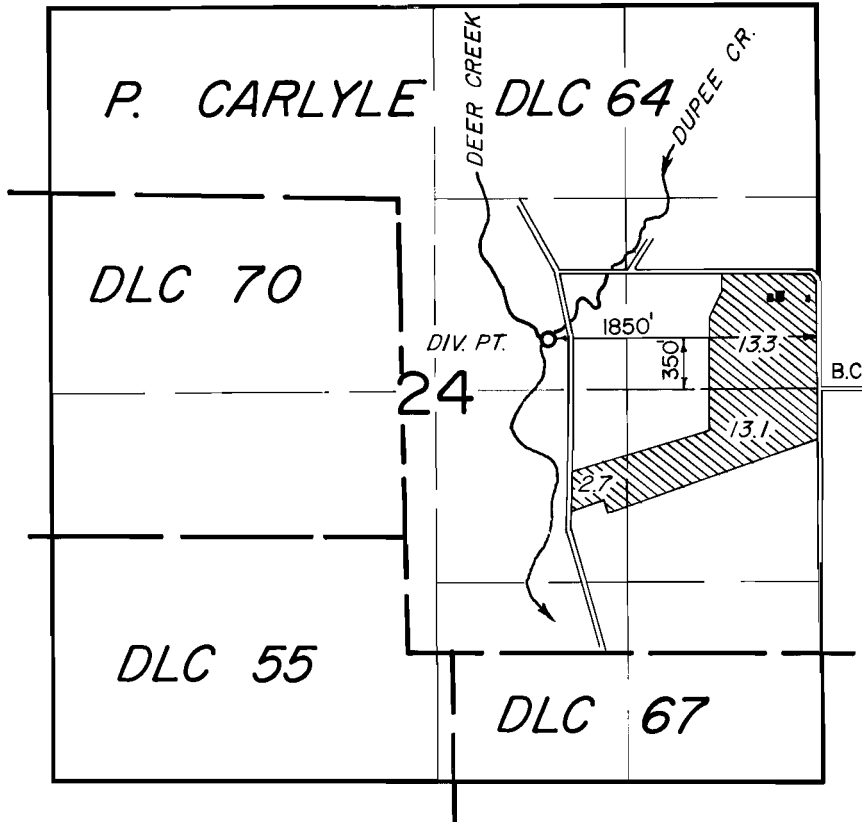 P. CARLYLE DLC 64
DEER CREEK
DUPEE CR.
DLC 70
DIV. PT.
1850'
350'
13.3
24
B.C
13.1
2.7
DLC 55
DLC 67